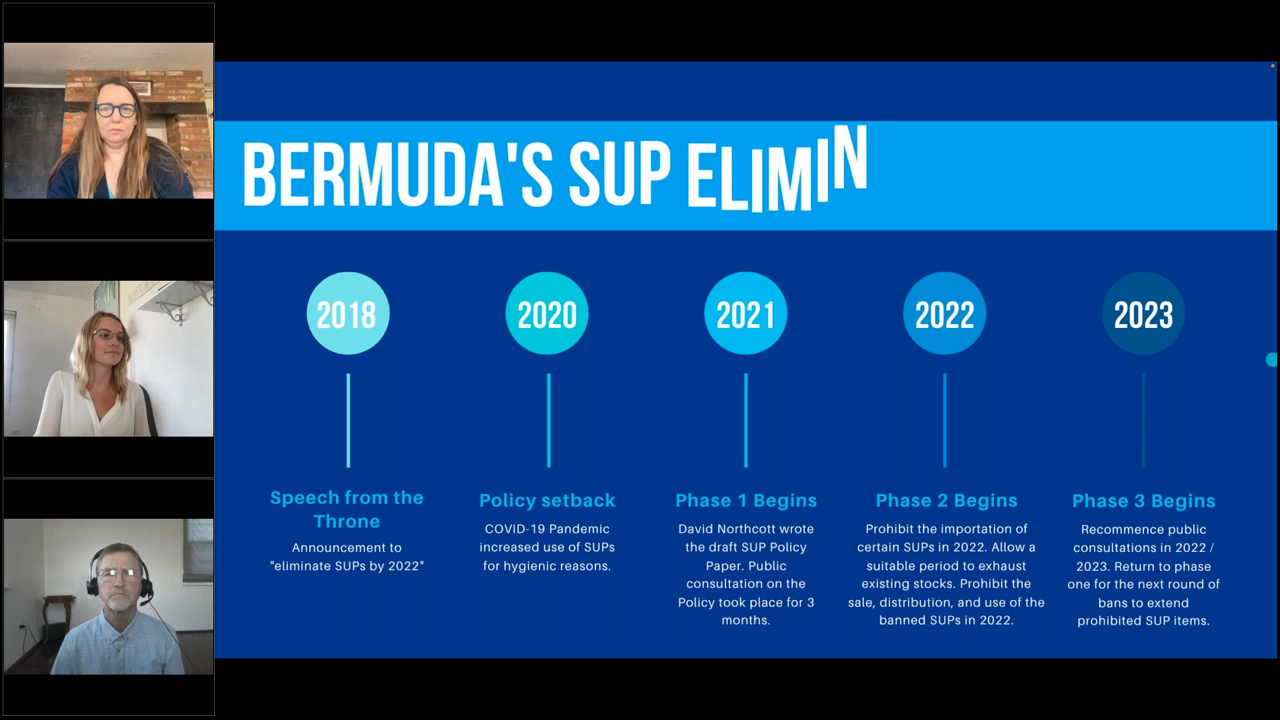 BERMUDA'S SUP ELIMIN
2018
2020
2021
2022
2023
Speech from the
Throne
Announcement to
"eliminate SUPs by 2022"
Policy setback
COVID-19 Pandemic
increased use of SUPs
for hygienic reasons.
Phase 1 Begins
David Northcott wrote
the draft SUP Policy
Paper. Public
consultation on the
Policy took place for 3
months.
Phase 2 Begins
Prohibit the importation of
certain SUPs in 2022. Allow a
suitable period to exhaust
existing stocks. Prohibit the
sale, distribution, and use of the
banned SUPs in 2022.
Phase 3 Begins
Recommence public
consultations in 2022 /
2023. Return to phase
one for the next round of
bans to extend
prohibited SUP items.